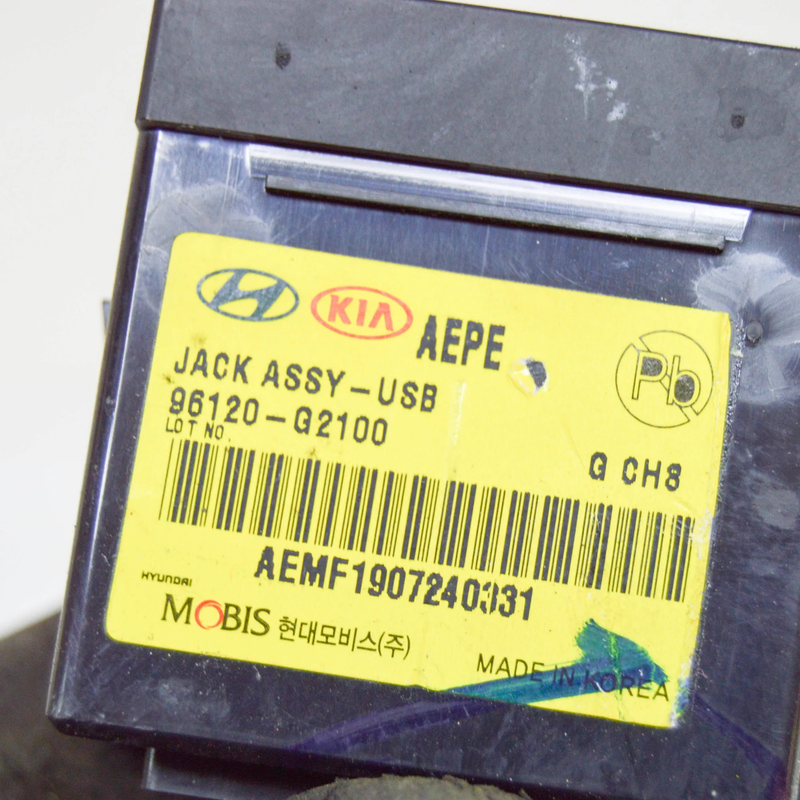 KIA
AEPE
Pb
JACK ASSY-USB
96120-G2100
LOT NO
G CH8
AEMF1907240331
HYUNDAI
MOBIS 현대모비스(주)
MADE IN KOREA